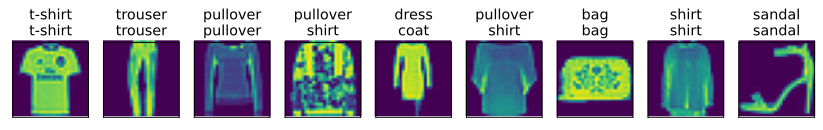 t-shirt trouser pullover pullover dress pullover bag shirt sandal
t-shirt trouser pullover shirt coat shirt bag shirt sandal